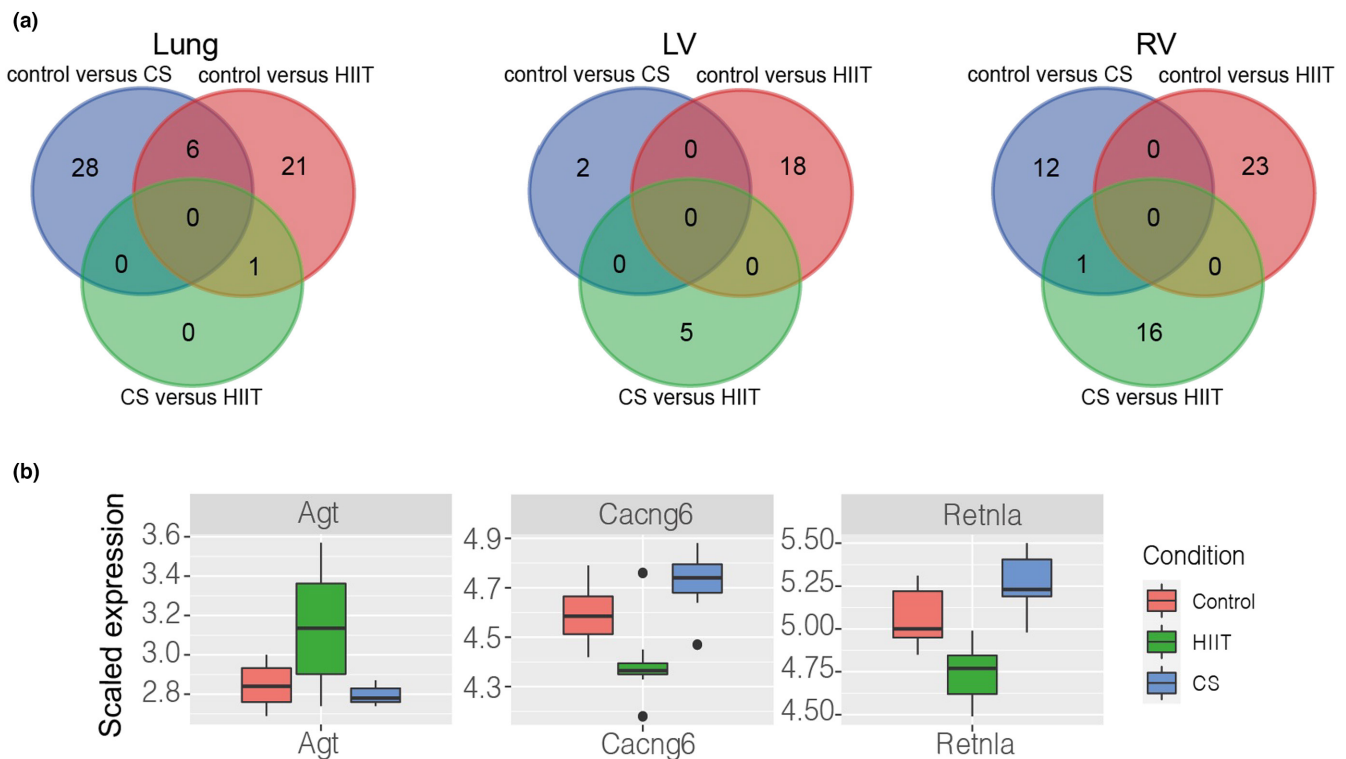 (a)
Lung
control versus CS
control versus HIIT
28
6
21
0
0
1
0
CS versus HIIT
LV
control versus CS
control versus HIIT
2
0
18
0
0
0
5
CS versus HIIT
RV
control versus CS
control versus HIIT
12
0
23
0
1
0
16
CS versus HIIT
(b)
Scaled expression
Agt
3.6
3.4
3.2
3.0
2.8
Agt
Cacng6
4.9
4.7
4.5
4.3
Cacng6
Retnla
5.50
5.25
5.00
4.75
4.50
Retnla
Condition
Control
HIIT
CS